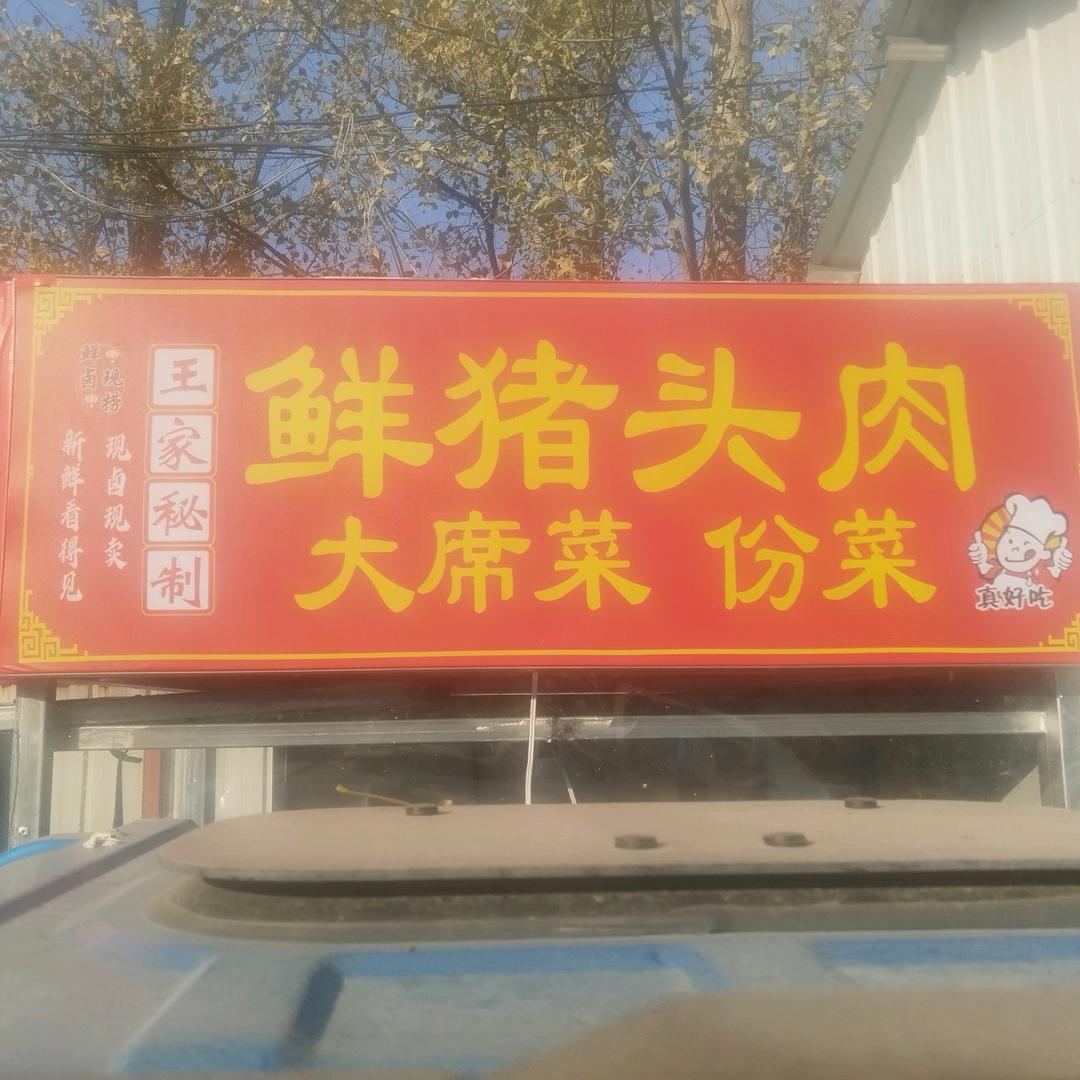 鲜卤
现捞
现卤现卖
新鲜看得见
王家秘制
鲜猪头肉
大席菜 份菜
真好吃